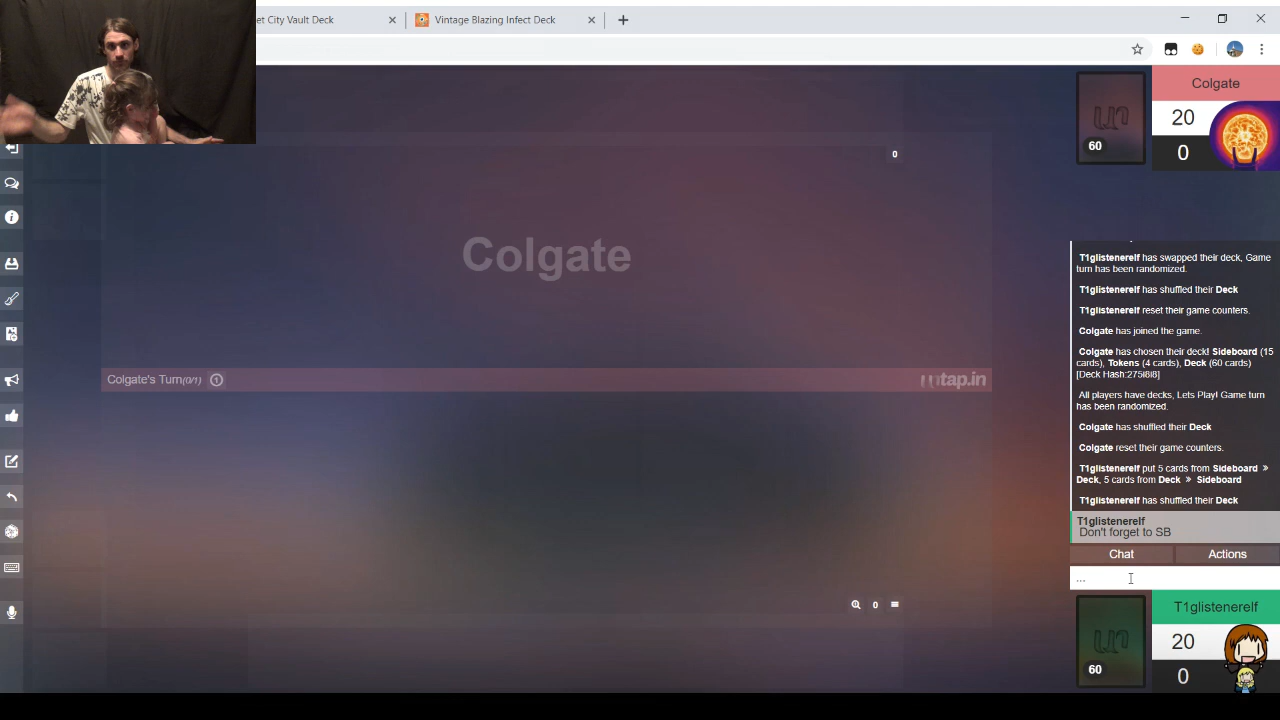 et City Vault Deck
Vintage Blazing Infect Deck
Colgate
20
0
60
0
Colgate
T1glistenerelf has swapped their deck, Game
turn has been randomized.
T1glistenerelf has shuffled their Deck
T1glistenerelf reset their game counters.
Colgate has joined the game.
Colgate has chosen their deck! Sideboard (15
cards), Tokens (4 cards), Deck (60 cards)
[Deck Hash:275l8l8]
All players have decks, Lets Play! Game turn
has been randomized.
Colgate has shuffled their Deck
Colgate reset their game counters.
T1glistenerelf put 5 cards from Sideboard »
Deck, 5 cards from Deck » Sideboard
T1glistenerelf has shuffled their Deck
T1glistenerelf
Don't forget to SB
Colgate's Turn(0/1) 1
untap.in
Chat Actions
...
0
T1glistenerelf
20
0
60